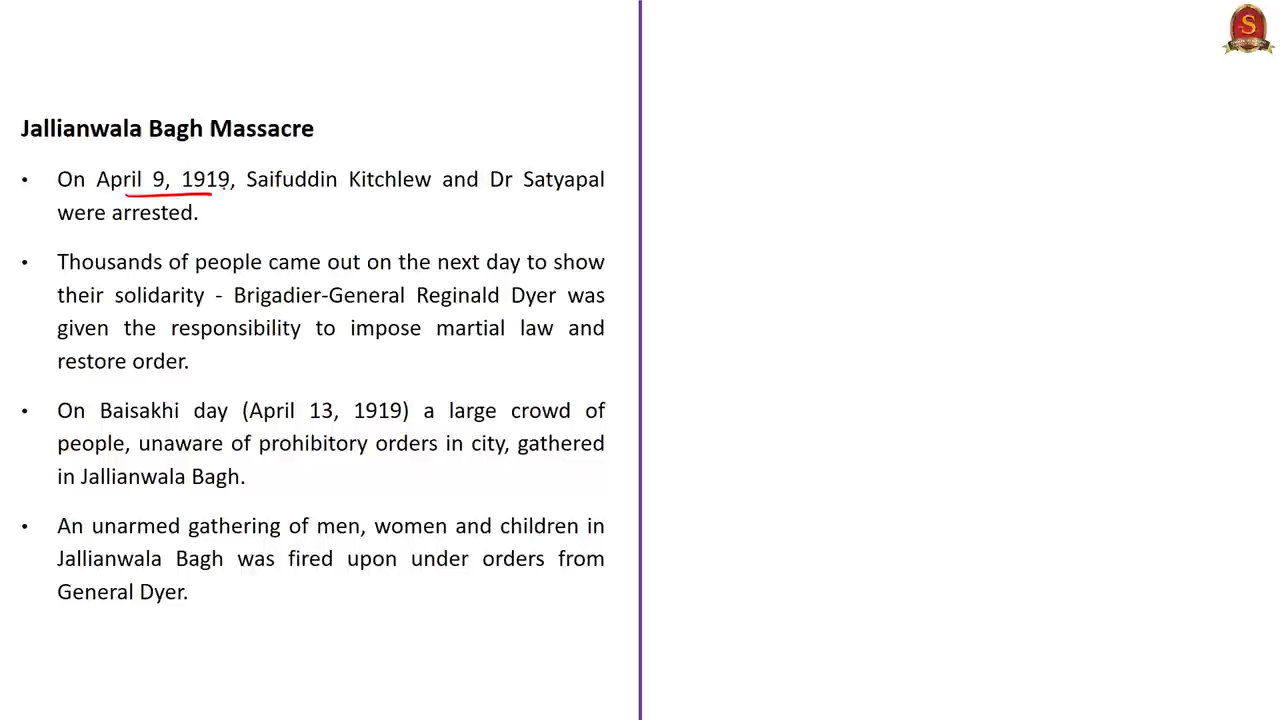 Jallianwala Bagh Massacre
• On April 9, 1919, Saifuddin Kitchlew and Dr Satyapal
were arrested.
• Thousands of people came out on the next day to show
their solidarity - Brigadier-General Reginald Dyer was
given the responsibility to impose martial law and
restore order.
• On Baisakhi day (April 13, 1919) a large crowd of
people, unaware of prohibitory orders in city, gathered
in Jallianwala Bagh.
• An unarmed gathering of men, women and children in
Jallianwala Bagh was fired upon under orders from
General Dyer.
S